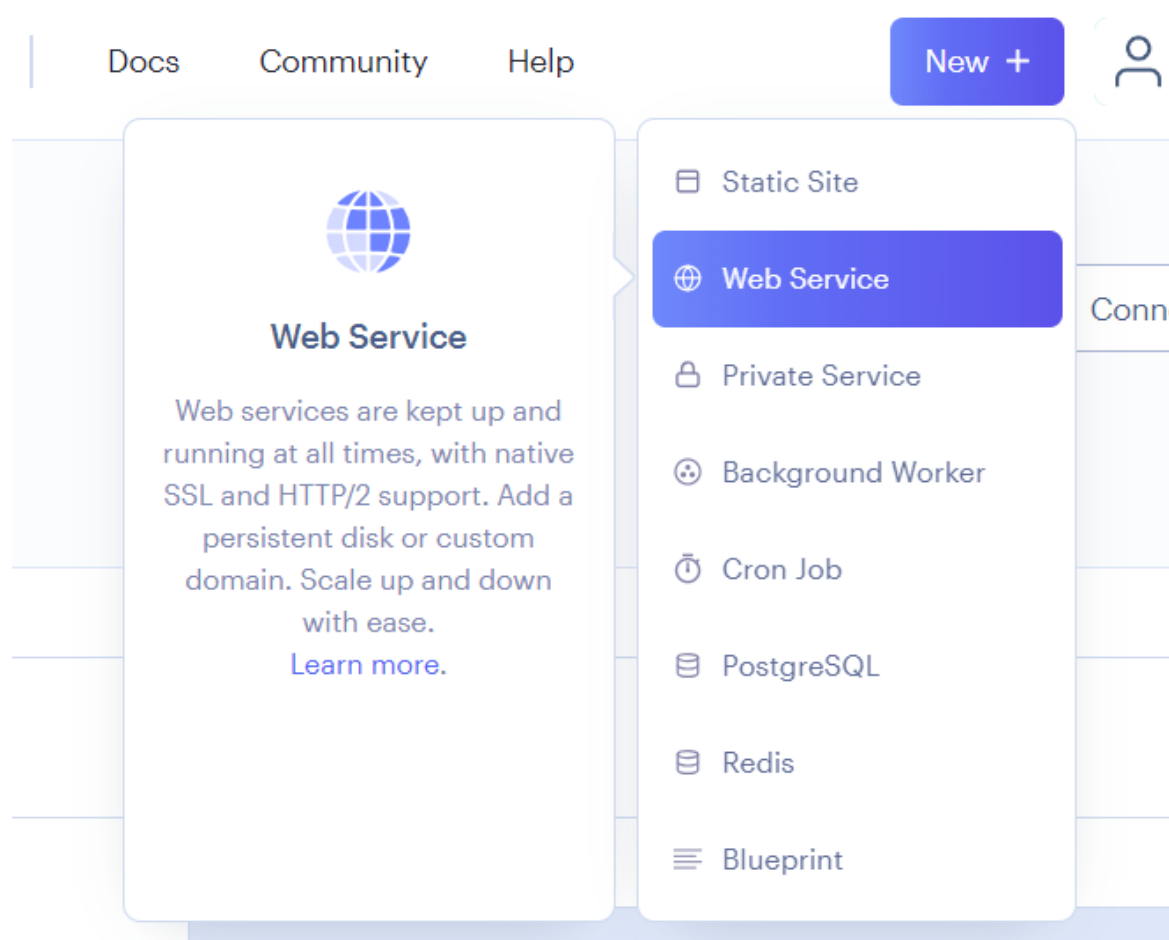 Docs
Community
Help
New +
Web Service
Web services are kept up and
running at all times, with native
SSL and HTTP/2 support. Add a
persistent disk or custom
domain. Scale up and down
with ease.
Learn more.
Static Site
Web Service
Private Service
Background Worker
Cron Job
PostgreSQL
Redis
Blueprint
Conn